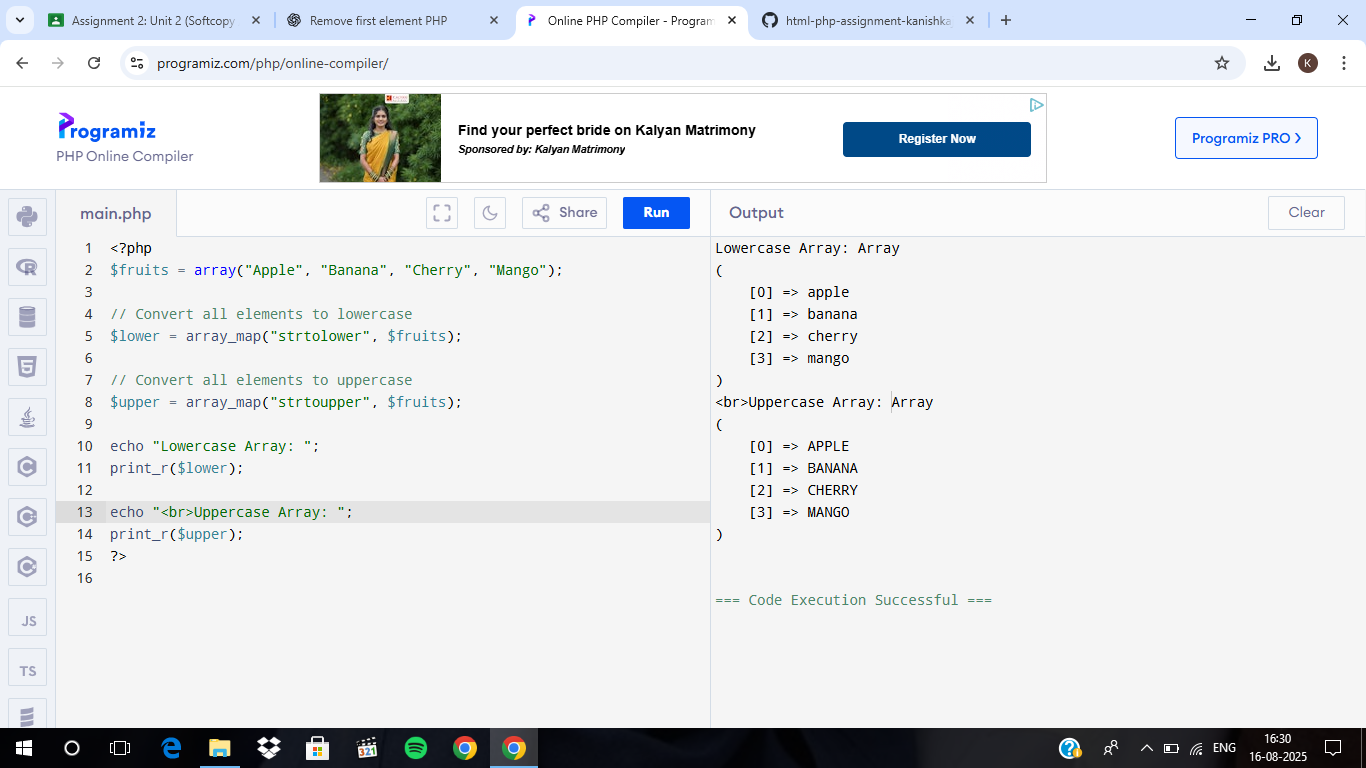 Assignment 2: Unit 2 (Softcopy
Remove first element PHP
Online PHP Compiler - Program
html-php-assignment-kanishka
programiz.com/php/online-compiler/
K
Programiz
PHP Online Compiler
Find your perfect bride on Kalyan Matrimony
Sponsored by: Kalyan Matrimony
Register Now
Programiz PRO >
main.php
Share
Run
Output
Clear
1 <?php
2 $fruits = array("Apple", "Banana", "Cherry", "Mango");
3
4 // Convert all elements to lowercase
5 $lower = array_map("strtolower", $fruits);
6
7 // Convert all elements to uppercase
8 $upper = array_map("strtoupper", $fruits);
9
10 echo "Lowercase Array: ";
11 print_r($lower);
12
13 echo "<br>Uppercase Array: ";
14 print_r($upper);
15 ?>
16
Lowercase Array: Array
(
    [0] => apple
    [1] => banana
    [2] => cherry
    [3] => mango
)
<br>Uppercase Array: Array
(
    [0] => APPLE
    [1] => BANANA
    [2] => CHERRY
    [3] => MANGO
)
=== Code Execution Successful ===
JS
TS
321
ENG
16:30
16-08-2025